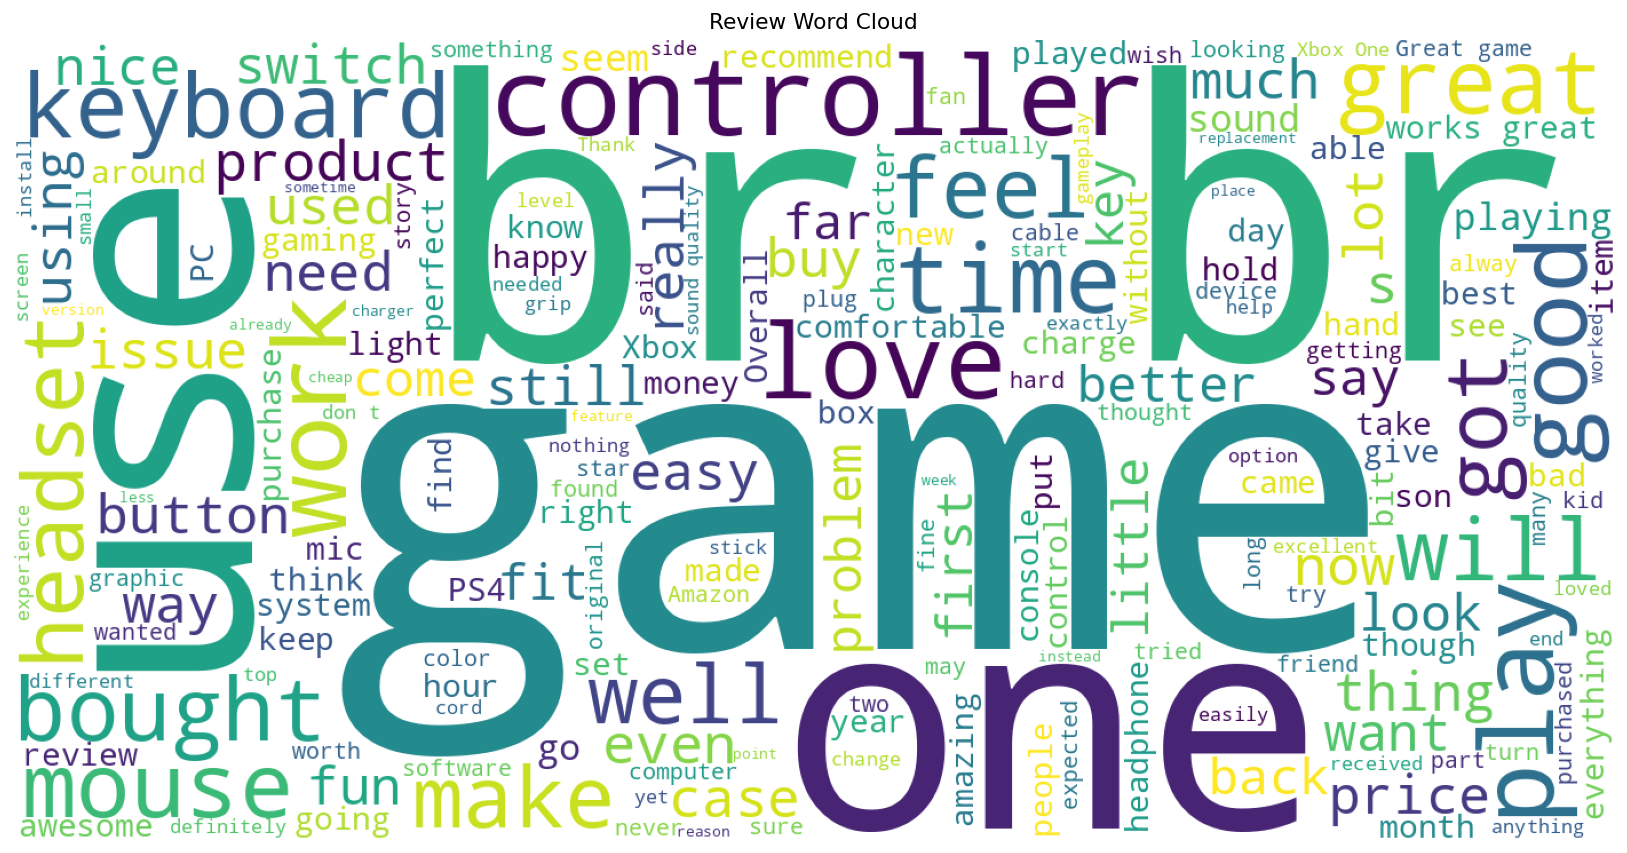 Review Word Cloud
nice
switch
something
seem
side
recommend
played
wish
looking
Xbox One
Great game
keyboard
controller
br br
fan
much
great
sound
works great
replacement
able
install
using
around
product
Thank
really
actually
gameplay
small
sometime
used
story
gaming
perfect
level
know
happy
needed
grip
sound quality
said
far
buy
character
feel
new
key
cable
start
without
place
day
hold
device
help
lot
s
playing
alway
best
see
good
item
use
PC
need
screen
version
already
charger
light
Xbox
Overall
plug
comfortable
time
exactly
charge
hand
getting
quality
worked
headset
issue
work
cheap
come
still
money
love
hard
better
say
got
purchase
don t
feature
box
thought
take
give
game
find
nothing
star
found
right
easy
problem
week
option
came
bit
son
bad
kid
less
button
experience
graphic
way
wanted
mic
think
system
keep
PS4
fit
original
stick
made
Amazon
fine
first
console
put
control
little
long
excellent
now
try
will
many
loved
look
though
play
end
different
top
color
hour
cord
set
well
may
instead
tried
friend
bought
review
worth
go
even
point
one
two
year
change
amazing
people
expected
headphone
easily
thing
want
received
part
turn
purchased
everything
mouse
fun
software
make
computer
yet
case
back
price
awesome
definitely
going
never
reason
sure
month
anything